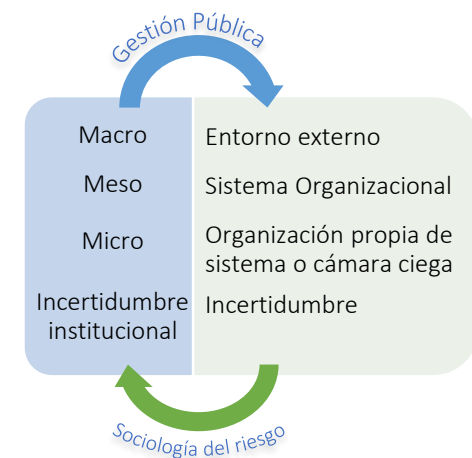 Gestión Pública
Macro
Entorno externo
Meso
Sistema Organizacional
Micro
Organización propia de
sistema o cámara ciega
Incertidumbre
institucional
Incertidumbre
Sociología del riesgo